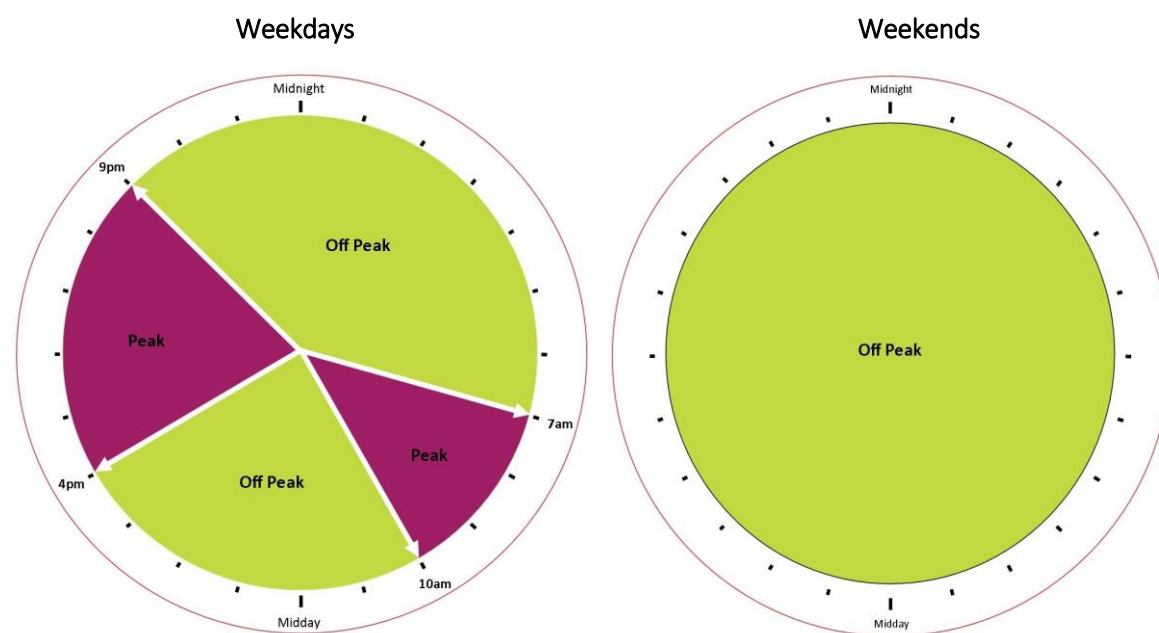 Weekdays
Midnight
9pm
Off Peak
Peak
7am
Peak
Off Peak
4pm
10am
Midday
Weekends
Midnight
Off Peak
Midday